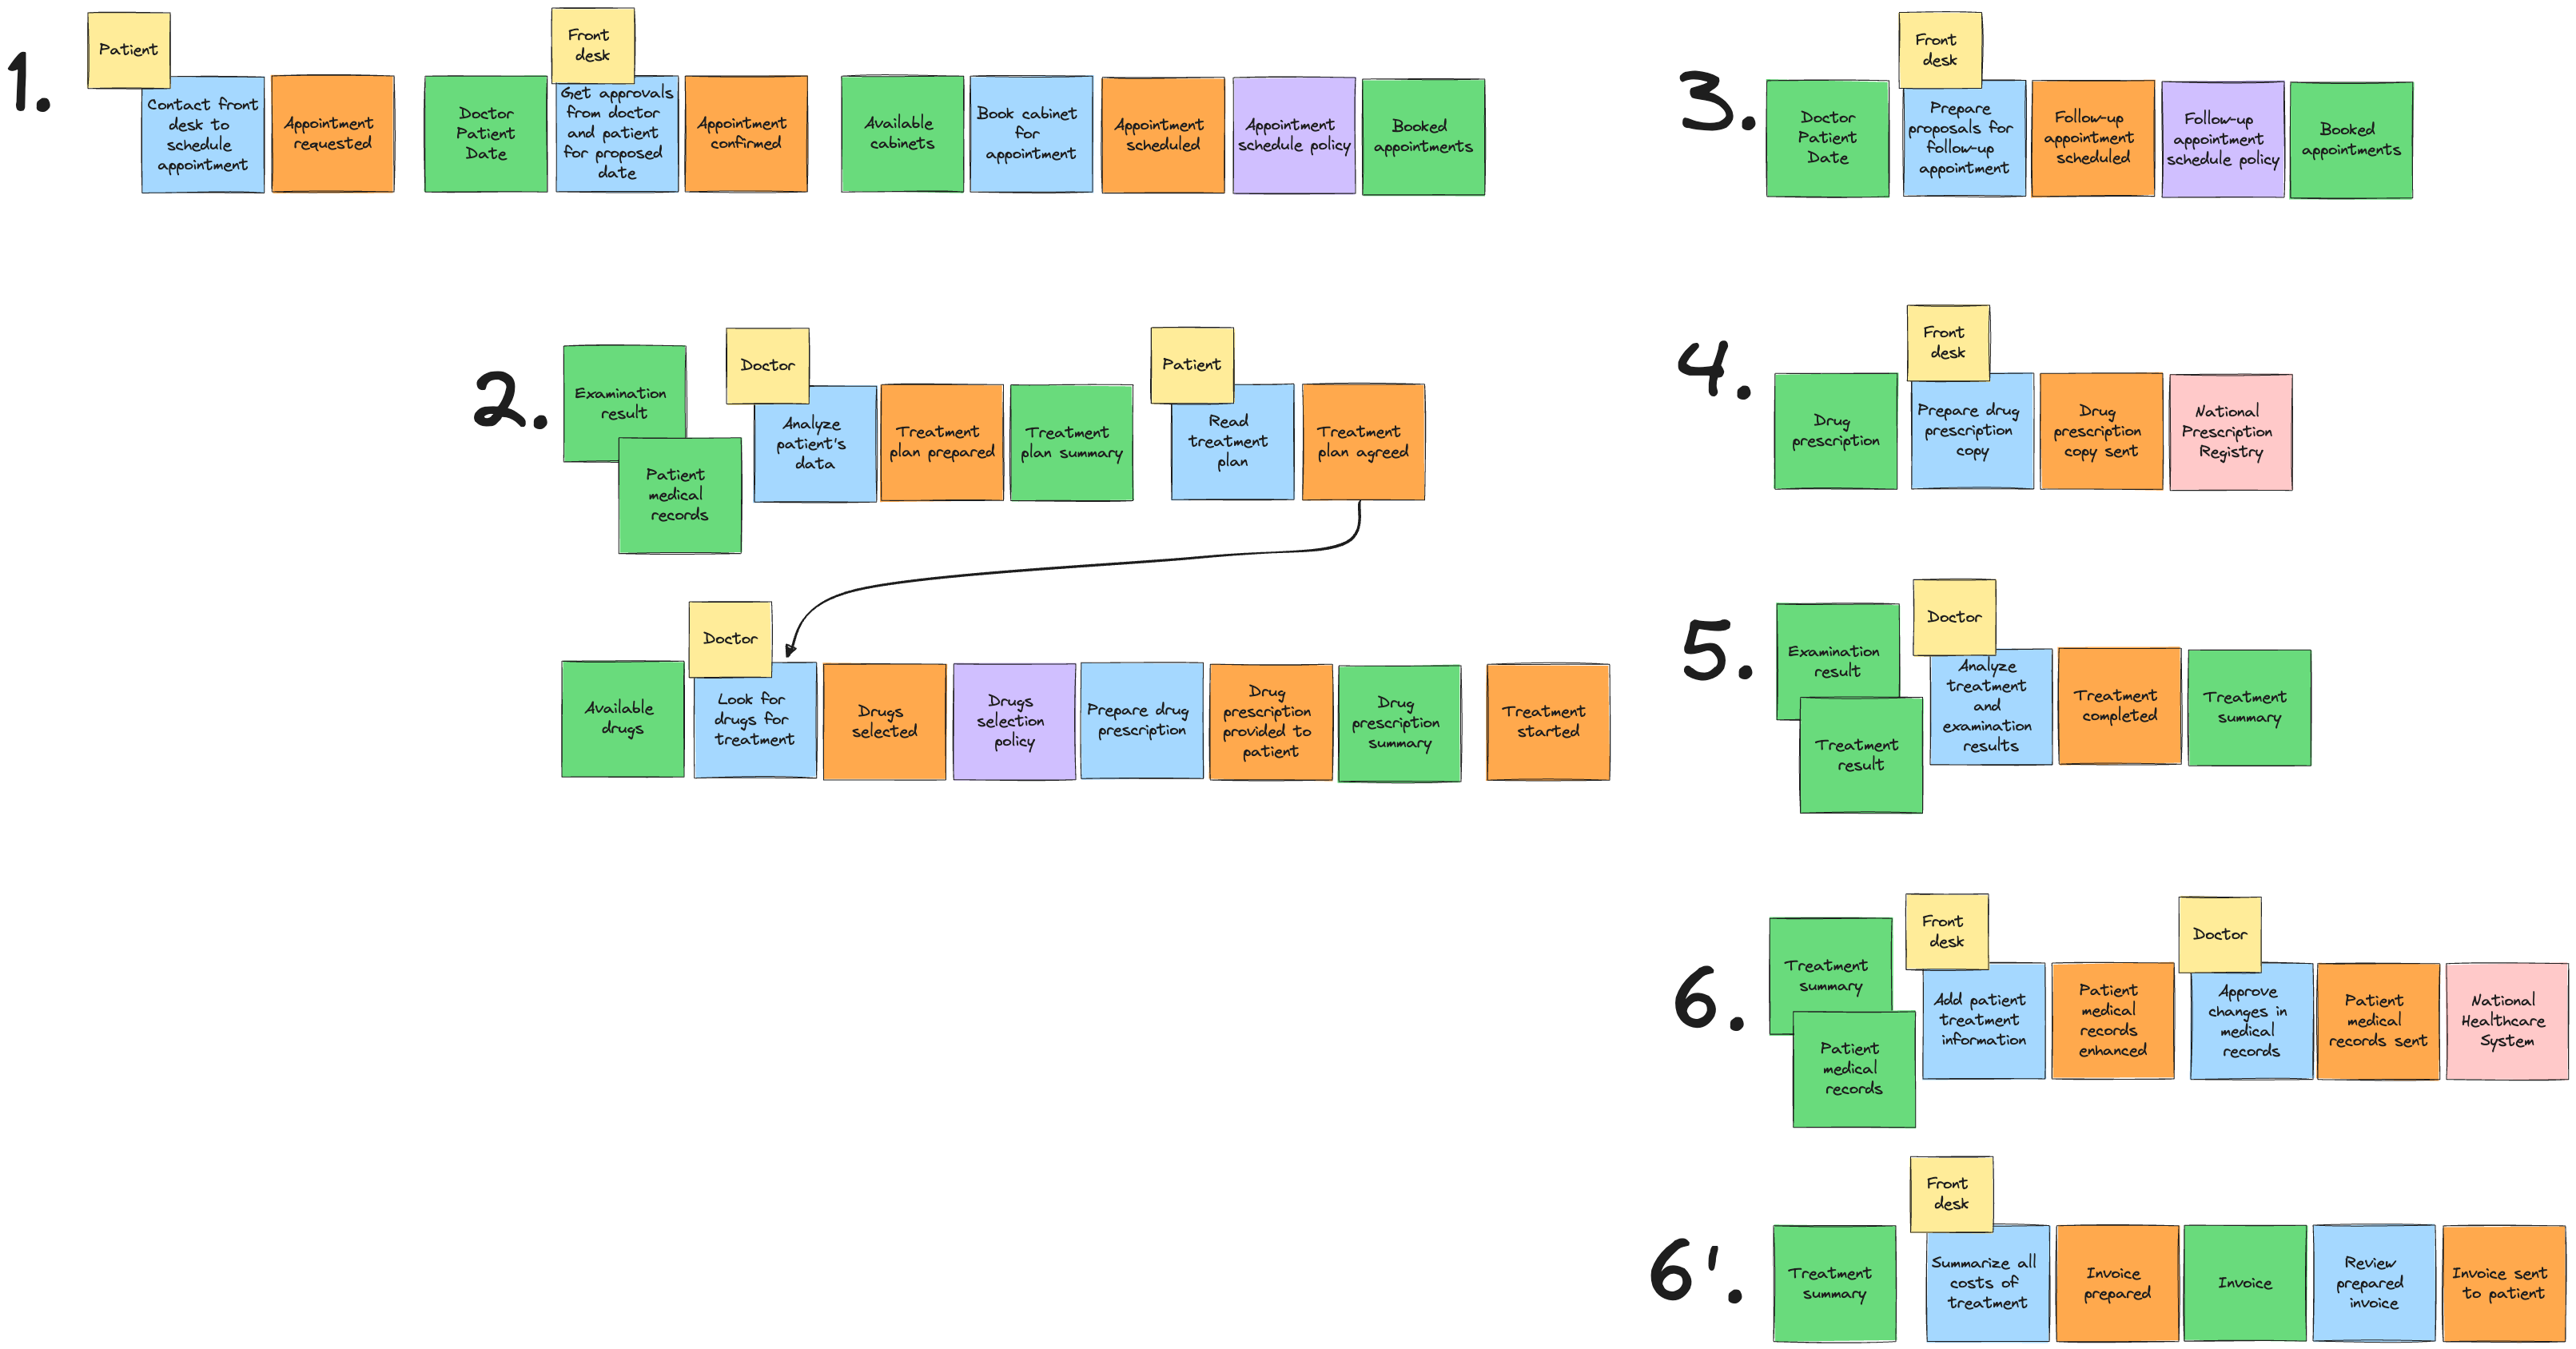 1.
Patient
Contact front
desk to
schedule
appointment
Appointment
requested
Doctor
Patient
Date
Front
desk
Get approvals
from doctor
and patient
for proposed
date
Appointment
confirmed
Available
cabinets
Book cabinet
for
appointment
Appointment
scheduled
Appointment
schedule policy
Booked
appointments
2.
Examination
result
Patient
medical
records
Doctor
Analyze
patient's
data
Treatment
plan prepared
Treatment
plan summary
Patient
Read
treatment
plan
Treatment
plan agreed
Available
drugs
Doctor
Look for
drugs for
treatment
Drugs
selected
Drugs
selection
policy
Prepare drug
prescription
Drug
prescription
provided to
patient
Drug
prescription
summary
Treatment
started
3.
Doctor
Patient
Date
Front
desk
Prepare
proposals for
follow-up
appointment
Follow-up
appointment
scheduled
Follow-up
appointment
schedule policy
Booked
appointments
4.
Drug
prescription
Front
desk
Prepare drug
prescription
copy
Drug
prescription
copy sent
National
Prescription
Registry
5.
Examination
result
Treatment
result
Doctor
Analyze
treatment
and
examination
results
Treatment
completed
Treatment
summary
6.
Treatment
summary
Patient
medical
records
Front
desk
Add patient
treatment
information
Patient
medical
records
enhanced
Doctor
Approve
changes in
medical
records
Patient
medical
records sent
National
Healthcare
System
6'.
Treatment
summary
Front
desk
Summarize all
costs of
treatment
Invoice
prepared
Invoice
Review
prepared
invoice
Invoice sent
to patient